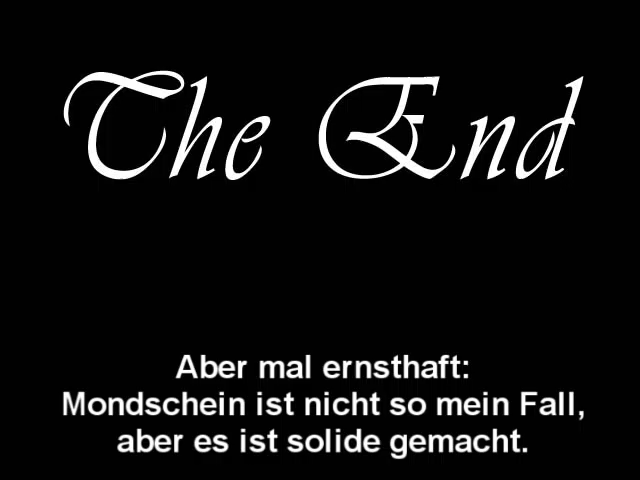 The End
Aber mal ernsthaft:
Mondschein ist nicht so mein Fall,
aber es ist solide gemacht.